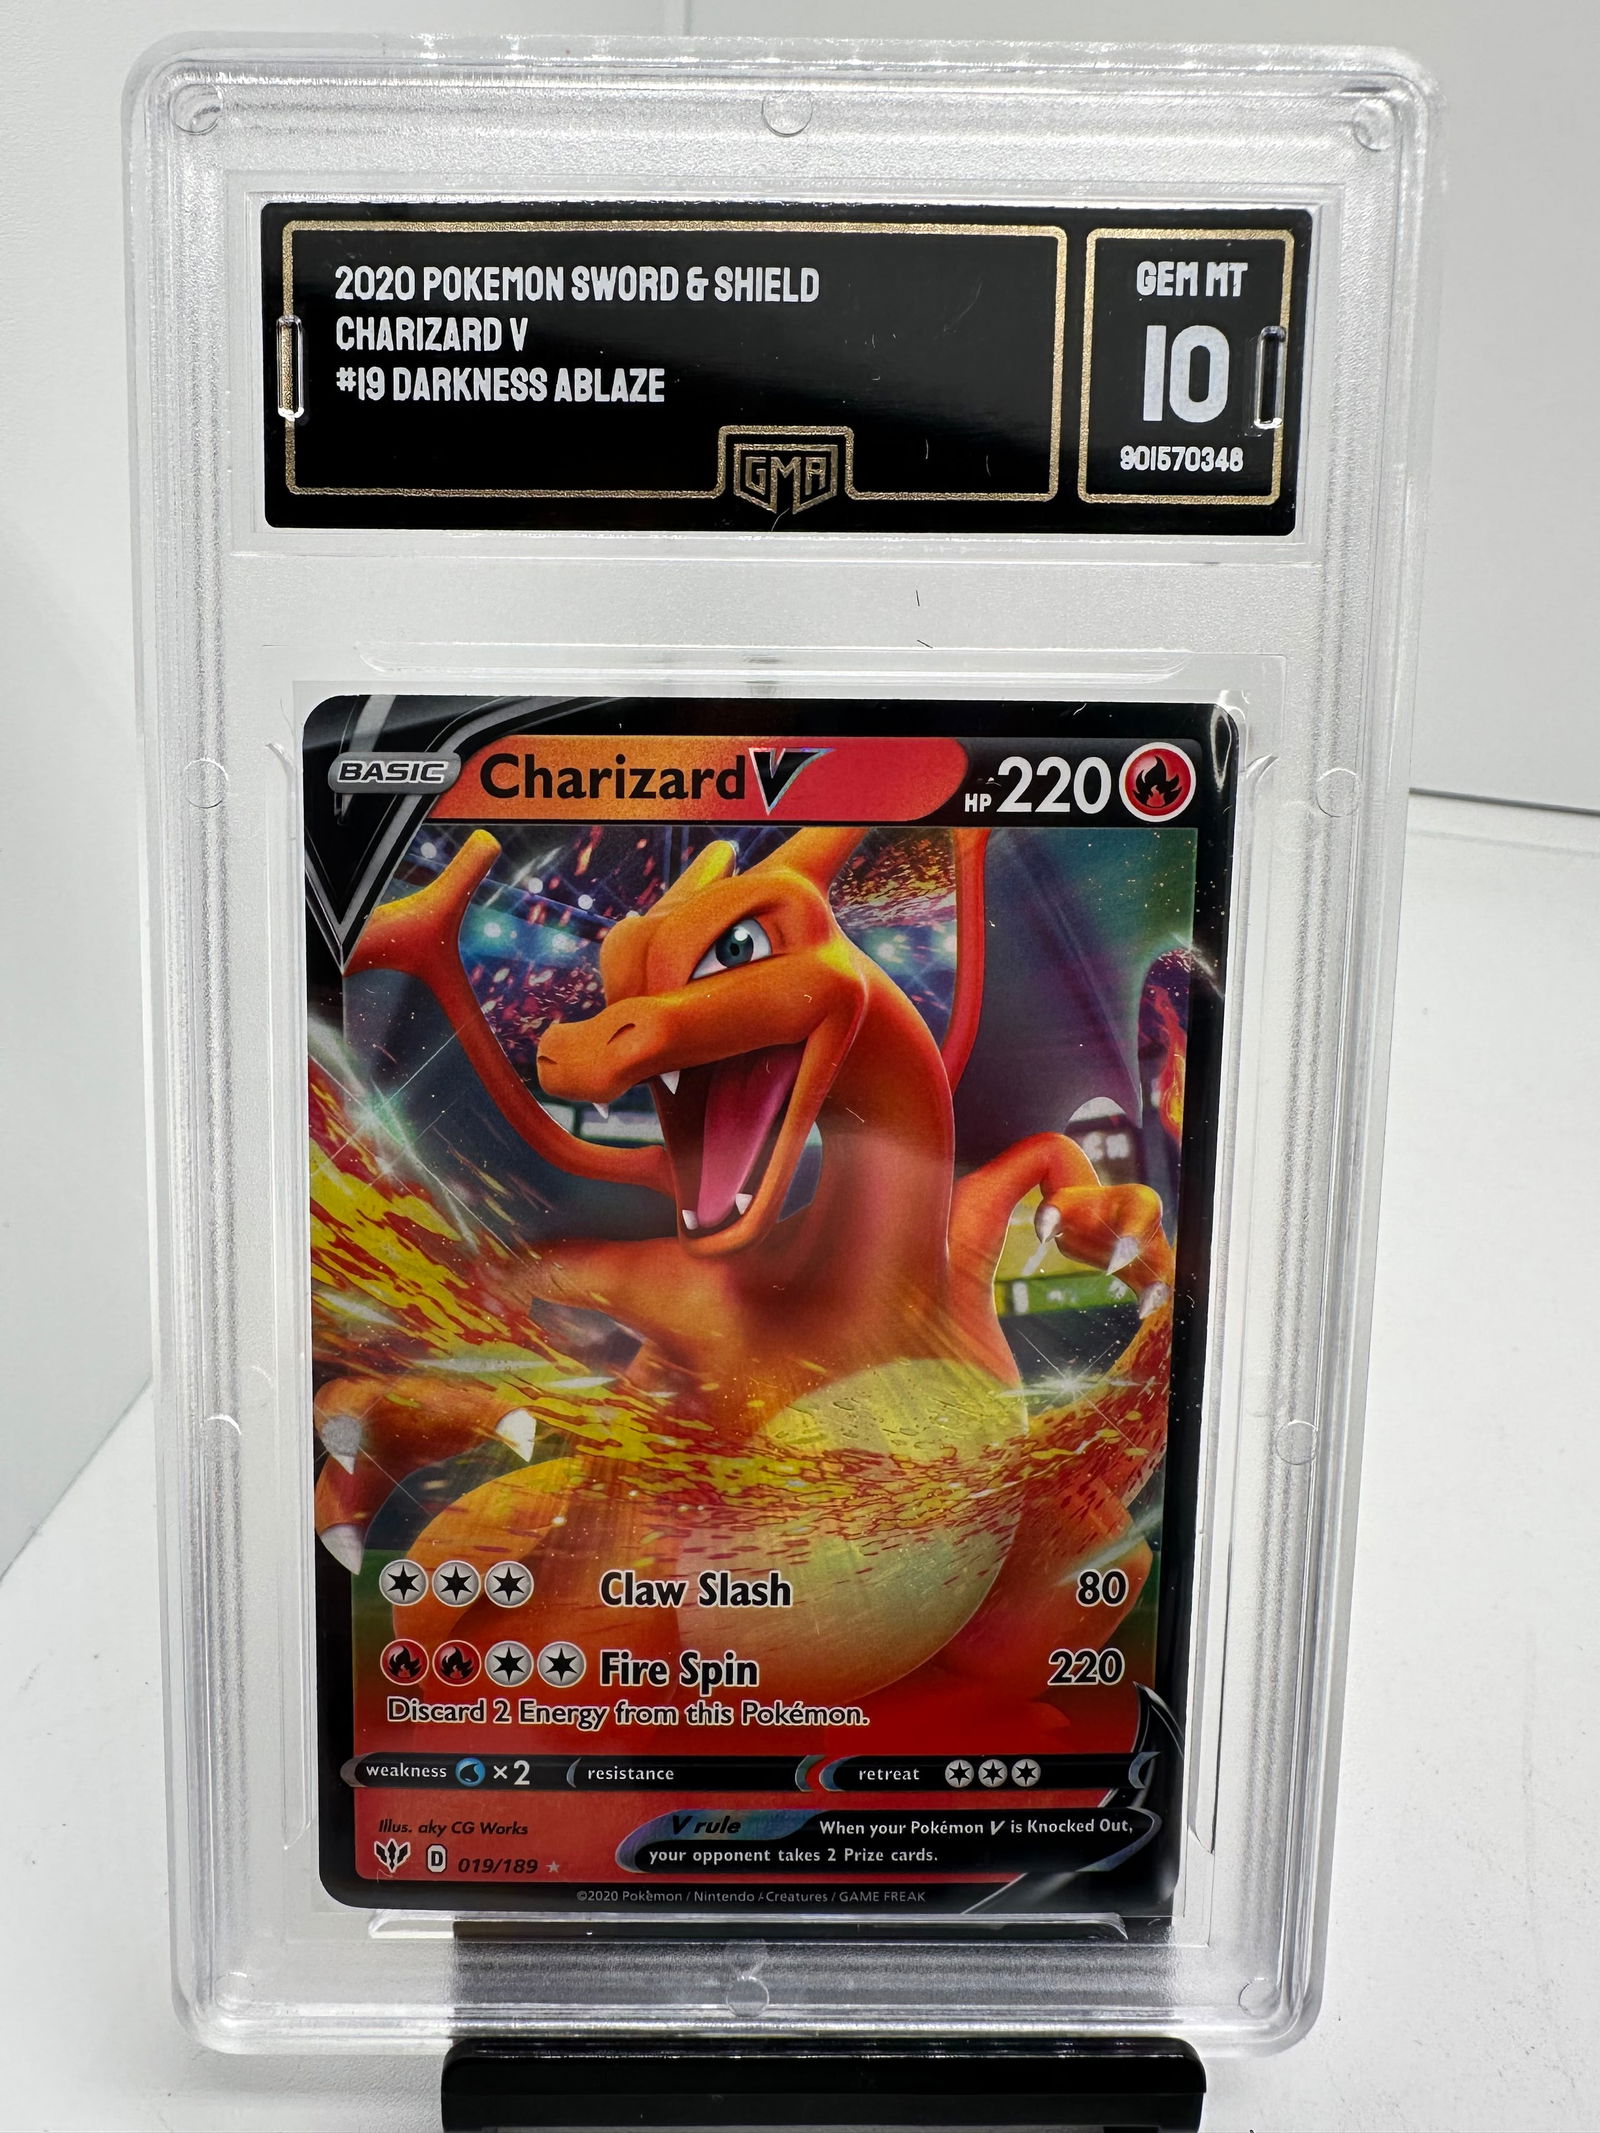 2020 POKEMON SWORD & SHIELD
CHARIZARD V
#19 DARKNESS ABLAZE
GMA
GEM MT
10
901570348
BASIC Charizard V HP 220
Claw Slash 80
Fire Spin 220
Discard 2 Energy from this Pokémon.
weakness ×2 resistance retreat
Illus. aky CG Works
D 019/189 ★
V rule When your Pokémon V is Knocked Out,
your opponent takes 2 Prize cards.
©2020 Pokémon / Nintendo / Creatures / GAME FREAK